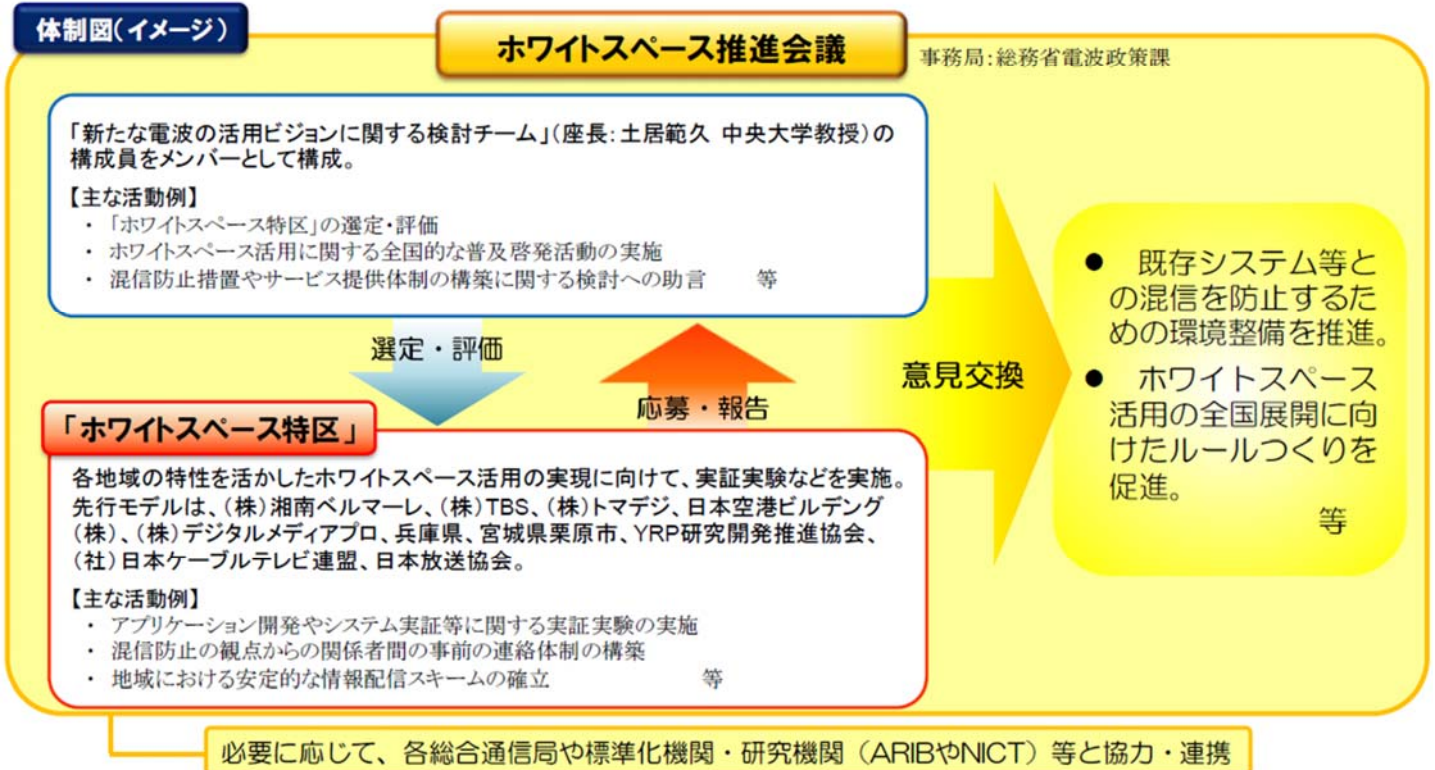 体制図(イメージ)
ホワイトスペース推進会議
事務局:総務省電波政策課
「新たな電波の活用ビジョンに関する検討チーム」(座長:土居範久 中央大学教授)の
構成員をメンバーとして構成。
【主な活動例】
・ 「ホワイトスペース特区」の選定・評価
・ ホワイトスペース活用に関する全国的な普及啓発活動の実施
・ 混信防止措置やサービス提供体制の構築に関する検討への助言 等
選定・評価
応募・報告
「ホワイトスペース特区」
各地域の特性を活かしたホワイトスペース活用の実現に向けて、実証実験などを実施。
先行モデルは、(株)湘南ベルマーレ、(株)TBS、(株)トマデジ、日本空港ビルデング
(株)、(株)デジタルメディアプロ、兵庫県、宮城県栗原市、YRP研究開発推進協会、
(社)日本ケーブルテレビ連盟、日本放送協会。
【主な活動例】
・ アプリケーション開発やシステム実証等に関する実証実験の実施
・ 混信防止の観点からの関係者間の事前の連絡体制の構築
・ 地域における安定的な情報配信スキームの確立 等
意見交換
● 既存システム等と
の混信を防止するた
めの環境整備を推進。
● ホワイトスペース
活用の全国展開に向
けたルールつくりを
促進。
等
必要に応じて、各総合通信局や標準化機関・研究機関(ARIBやNICT)等と協力・連携